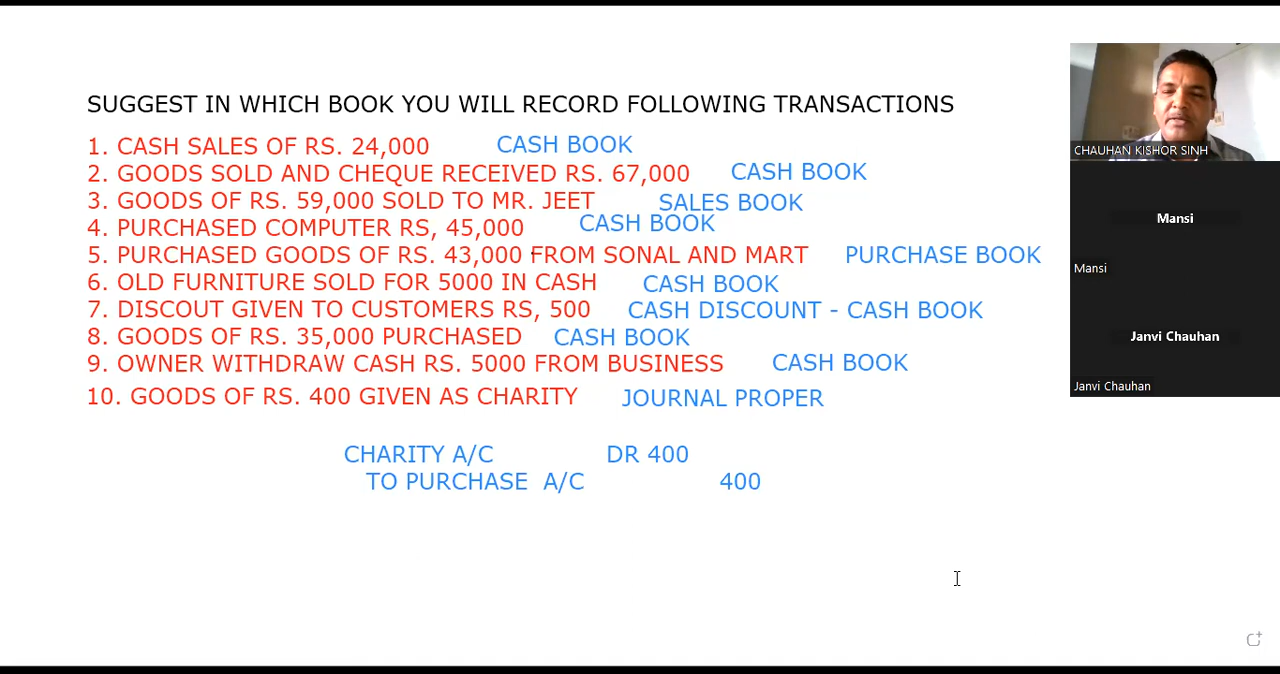 SUGGEST IN WHICH BOOK YOU WILL RECORD FOLLOWING TRANSACTIONS
1. CASH SALES OF RS. 24,000 CASH BOOK
2. GOODS SOLD AND CHEQUE RECEIVED RS. 67,000 CASH BOOK
3. GOODS OF RS. 59,000 SOLD TO MR. JEET SALES BOOK
4. PURCHASED COMPUTER RS, 45,000 CASH BOOK
5. PURCHASED GOODS OF RS. 43,000 FROM SONAL AND MART PURCHASE BOOK
6. OLD FURNITURE SOLD FOR 5000 IN CASH CASH BOOK
7. DISCOUT GIVEN TO CUSTOMERS RS, 500 CASH DISCOUNT - CASH BOOK
8. GOODS OF RS. 35,000 PURCHASED CASH BOOK
9. OWNER WITHDRAW CASH RS. 5000 FROM BUSINESS CASH BOOK
10. GOODS OF RS. 400 GIVEN AS CHARITY JOURNAL PROPER
CHARITY A/C DR 400
TO PURCHASE A/C 400
CHAUHAN KISHOR SINH
Mansi
Mansi
Janvi Chauhan
Janvi Chauhan